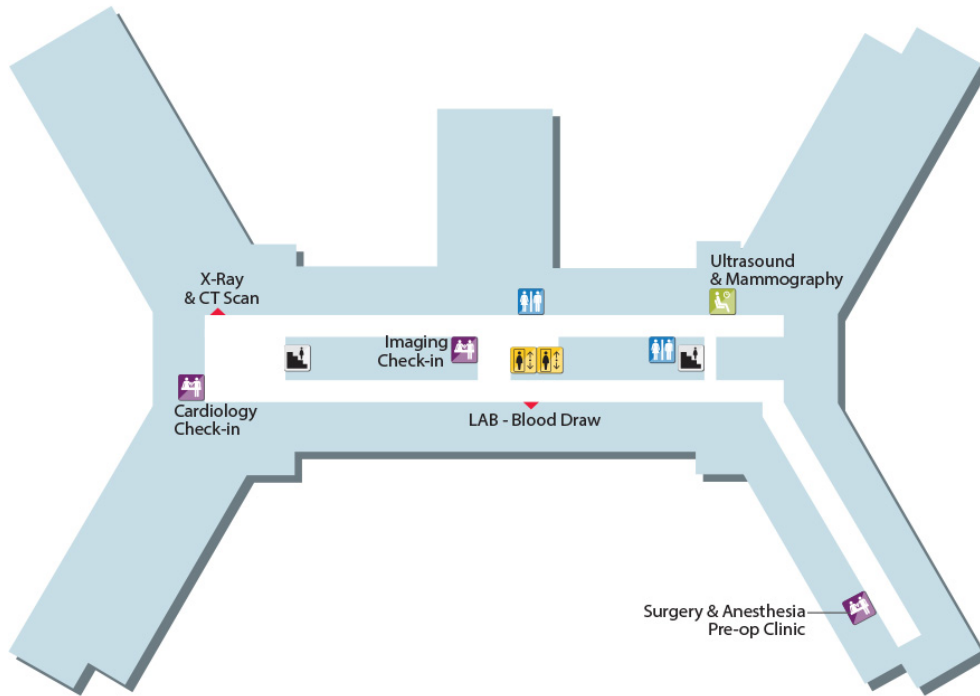 Ultrasound
& Mammography
X-Ray
& CT Scan
Imaging
Check-in
Cardiology
Check-in
LAB - Blood Draw
Surgery & Anesthesia
Pre-op Clinic